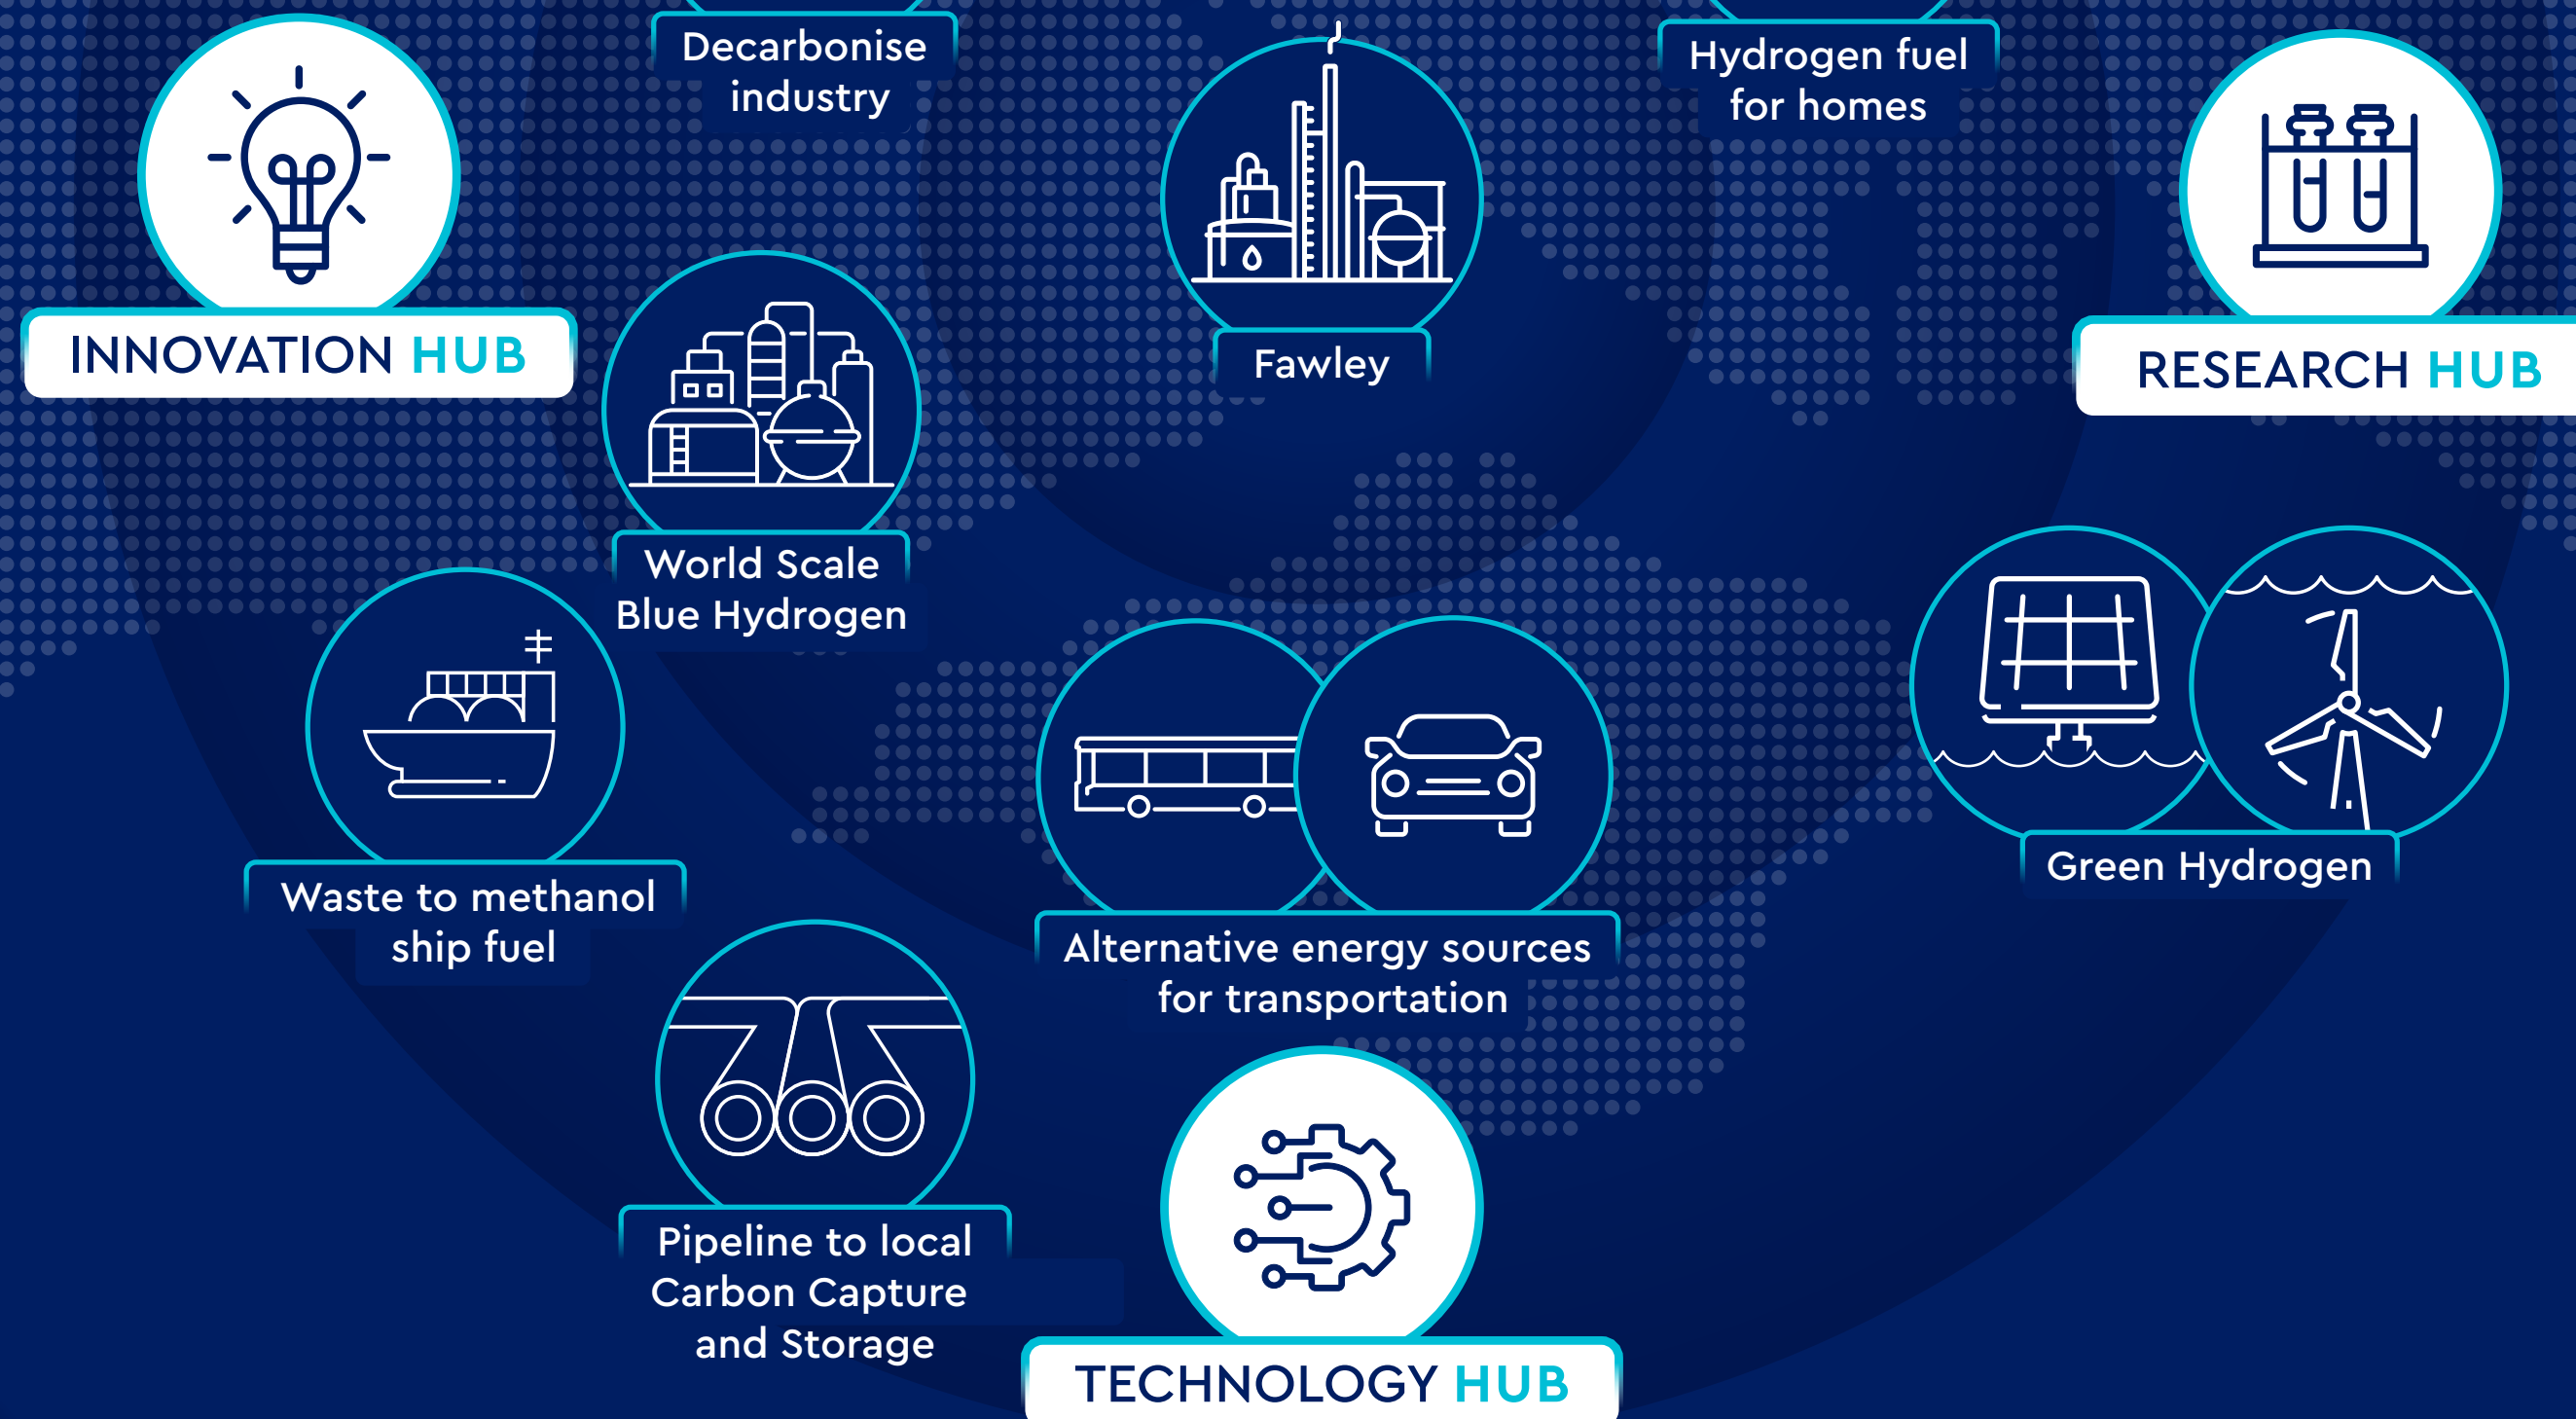 Decarbonise
industry
Hydrogen fuel
for homes
INNOVATION HUB
Fawley
RESEARCH HUB
World Scale
Blue Hydrogen
Green Hydrogen
Waste to methanol
ship fuel
Alternative energy sources
for transportation
Pipeline to local
Carbon Capture
and Storage
TECHNOLOGY HUB